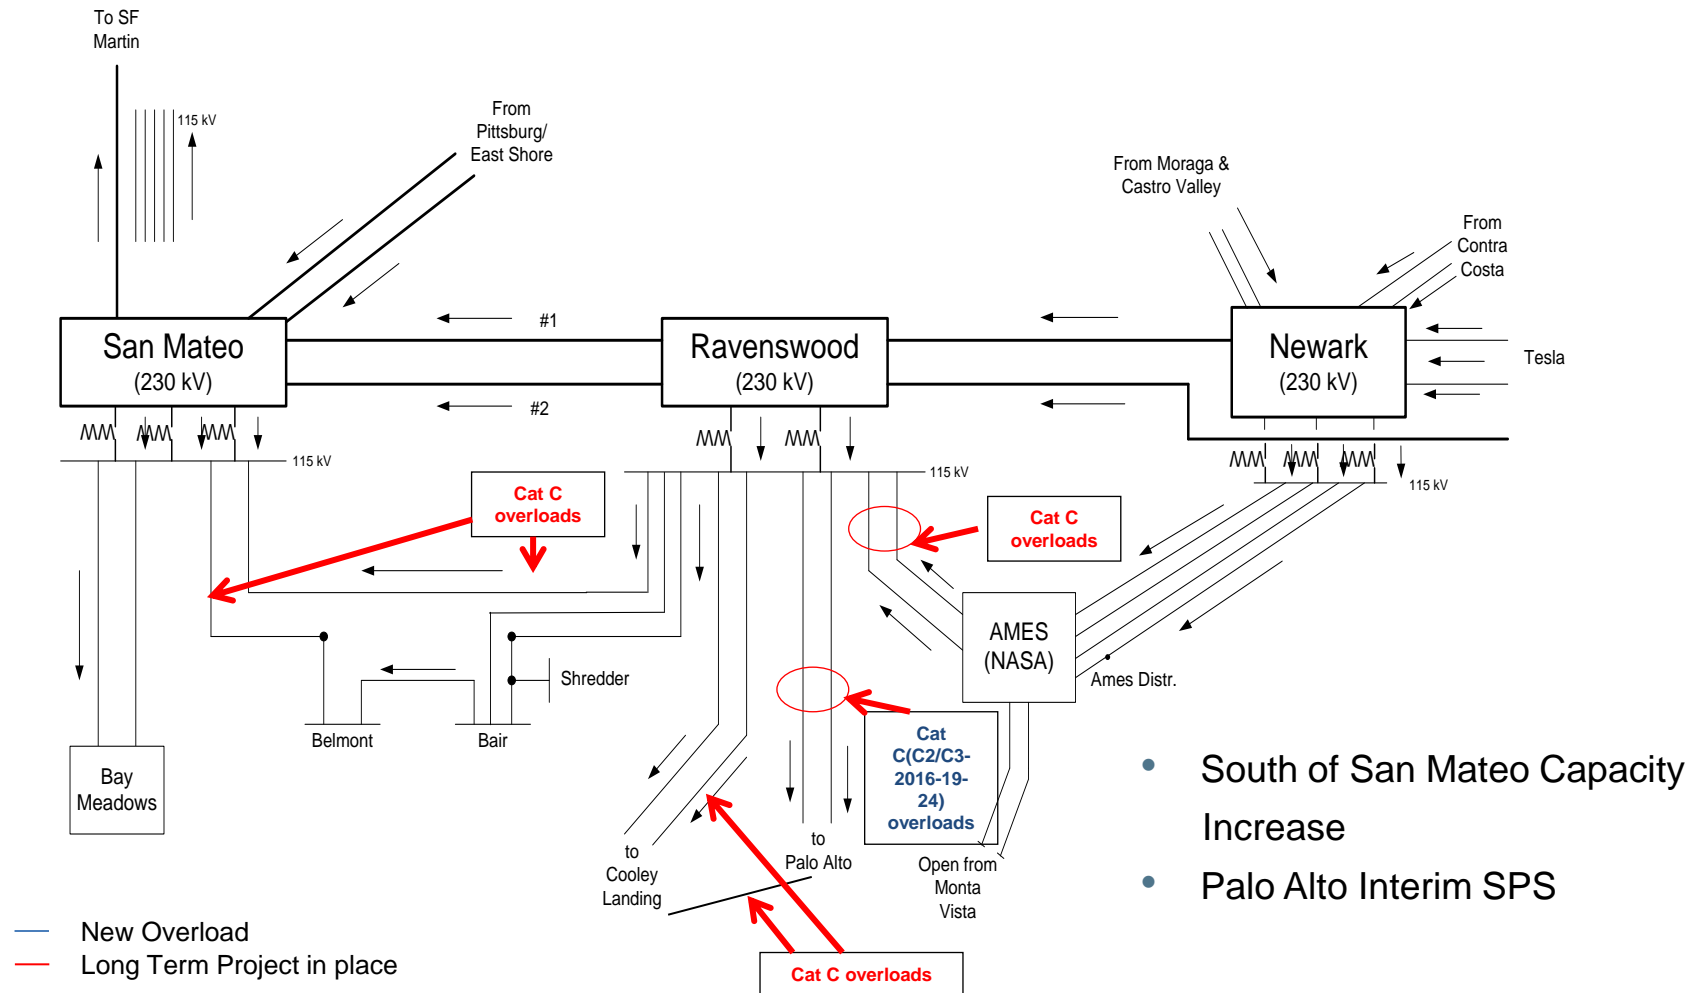 To SF
Martin
115 kV
From
Pittsburg/
East Shore
From Moraga &
Castro Valley
From
Contra
Costa
#1
San Mateo
(230 kV)
Ravenswood
(230 kV)
Newark
(230 kV)
Tesla
#2
115 kV
115 kV
115 kV
Cat C
overloads
Cat C
overloads
AMES
(NASA)
Ames Distr.
Shredder
Belmont
Bair
Bay
Meadows
Cat
C(C2/C3-
2016-19-
24)
overloads
to
Cooley
Landing
to
Palo Alto
Open from
Monta
Vista
• South of San Mateo Capacity
Increase
• Palo Alto Interim SPS
New Overload
Long Term Project in place
Cat C overloads